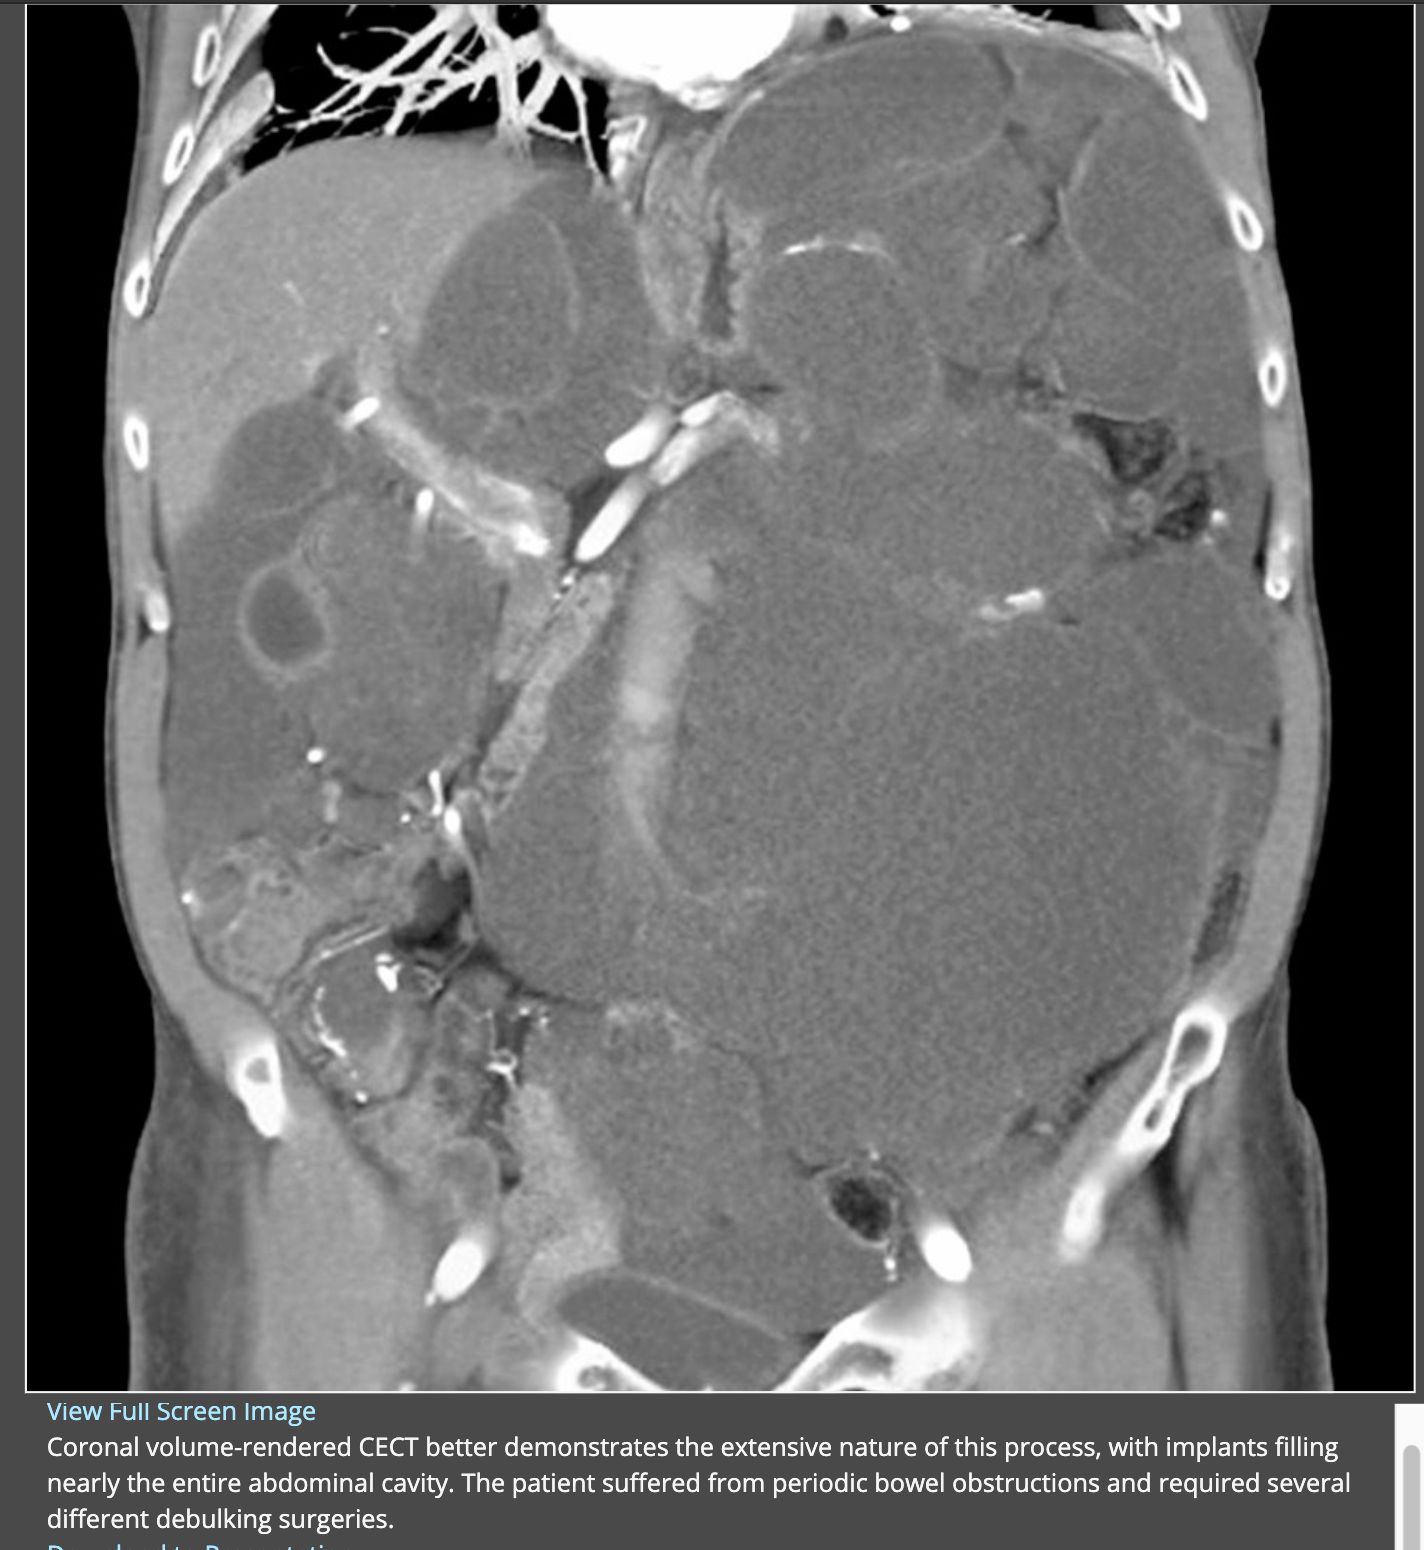 View Full Screen Image
Coronal volume-rendered CECT better demonstrates the extensive nature of this process, with implants filling
nearly the entire abdominal cavity. The patient suffered from periodic bowel obstructions and required several
different debulking surgeries.